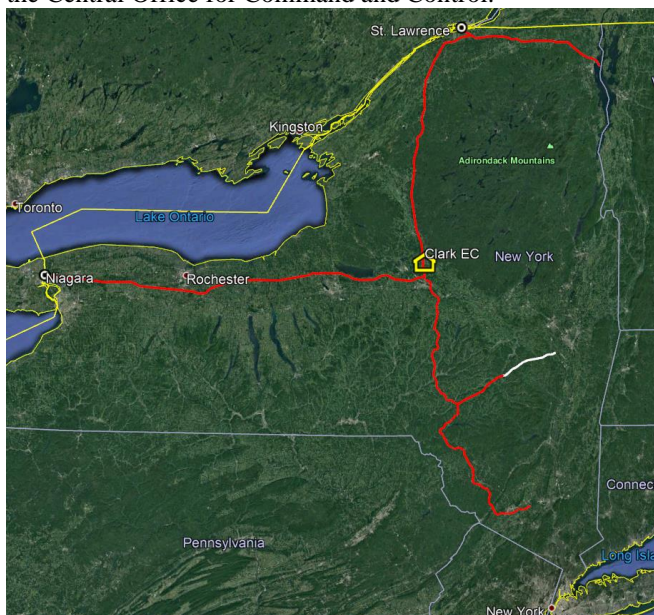 the Central Office for Command and Control.
St. Lawrence
Kingston
Adirondack Mountains
Toronto
Lake Ontario
Clark EC
New York
Niagara
Rochester
Connec
Pennsylvania
Long Isla
New York